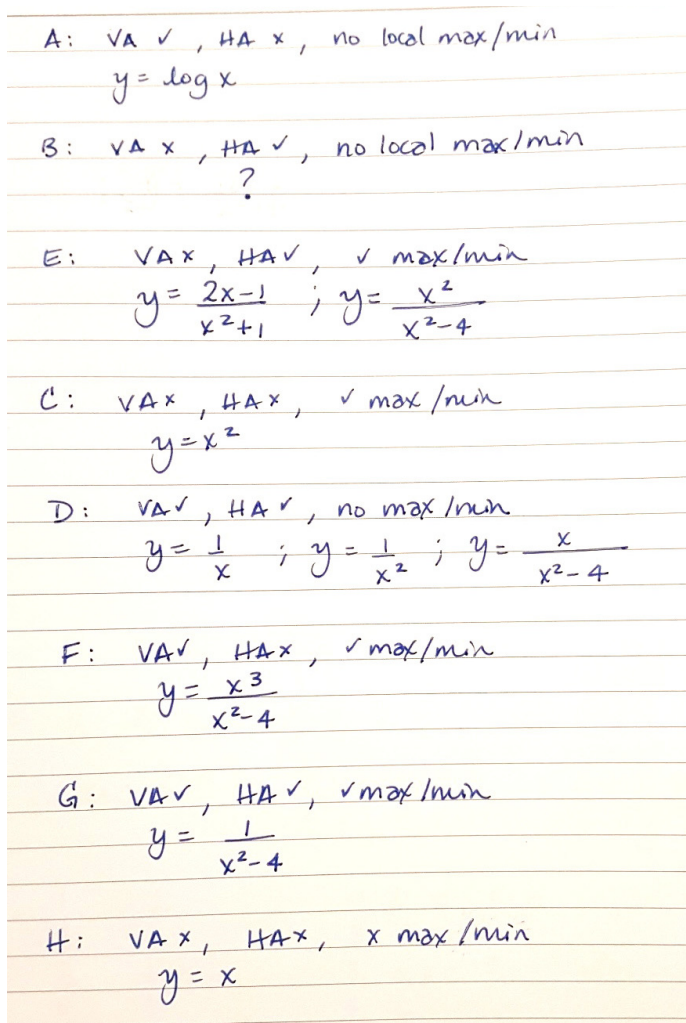 A: VA ✓, HA ×, no local max/min
y = log x
B: VA ×, HA ✓, no local max/min
?
E: VA×, HA✓, ✓ max/min
y = (2x-1)/(x²+1) ; y = x²/(x²-4)
C: VA×, HA×, ✓ max/min
y = x²
D: VA✓, HA✓, no max/min
y = 1/x ; y = 1/x² ; y = x/(x²-4)
F: VA✓, HA×, ✓ max/min
y = x3/(x²-4)
G: VA✓, HA✓, ✓max/min
y = 1/(x²-4)
H: VA ×, HA×, × max/min
y = x